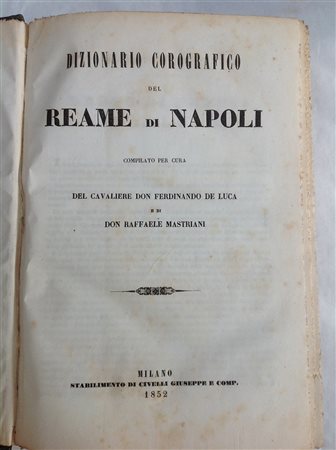 DIZIONARIO COROGRAFICO
DEL
REAME DI NAPOLI
COMPILATO PER CURA
DEL CAVALIERE DON FERDINANDO DE LUCA
E DI
DON RAFFAELE MASTRIANI
MILANO
STABILIMENTO DI CIVELLI GIUSEPPE E COMP.
1852